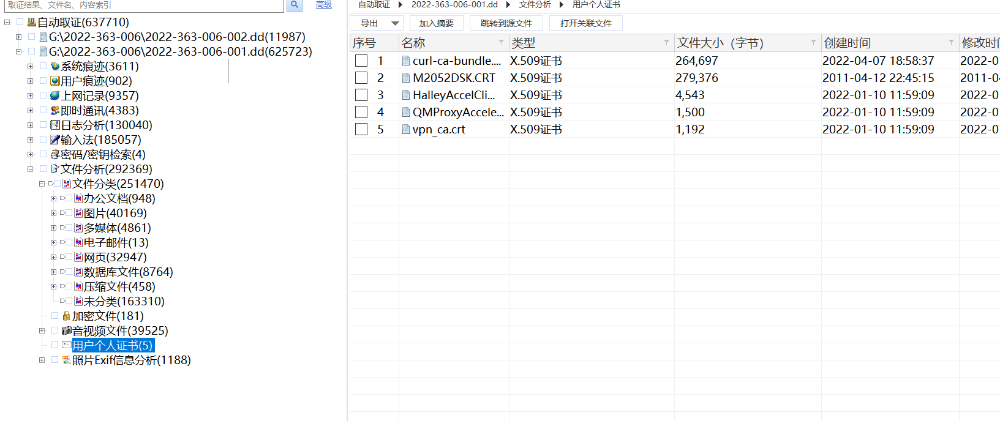 取证结果、文件名、内容索引
高级
自动取证(637710)
G:\2022-363-006\2022-363-006-002.dd(11987)
G:\2022-363-006\2022-363-006-001.dd(625723)
系统痕迹(3611)
用户痕迹(902)
上网记录(9357)
即时通讯(4383)
日志分析(130040)
输入法(185057)
密码/密钥检索(4)
文件分析(292369)
文件分类(251470)
办公文档(948)
图片(40169)
多媒体(4861)
电子邮件(13)
网页(32947)
数据库文件(8764)
压缩文件(458)
未分类(163310)
加密文件(181)
音视频文件(39525)
用户个人证书(5)
照片Exif信息分析(1188)
自动取证 2022-363-006-001.dd 文件分析 用户个人证书
导出 加入摘要 跳转到源文件 打开关联文件
序号 名称 类型 文件大小（字节） 创建时间 修改时间
1 curl-ca-bundle.... X.509证书 264,697 2022-04-07 18:58:37 2022-0
2 M2052DSK.CRT X.509证书 279,376 2011-04-12 22:45:15 2011-04
3 HalleyAccelCli... X.509证书 4,543 2022-01-10 11:59:09 2022-0
4 QMProxyAccele... X.509证书 1,500 2022-01-10 11:59:09 2022-0
5 vpn_ca.crt X.509证书 1,192 2022-01-10 11:59:09 2022-0